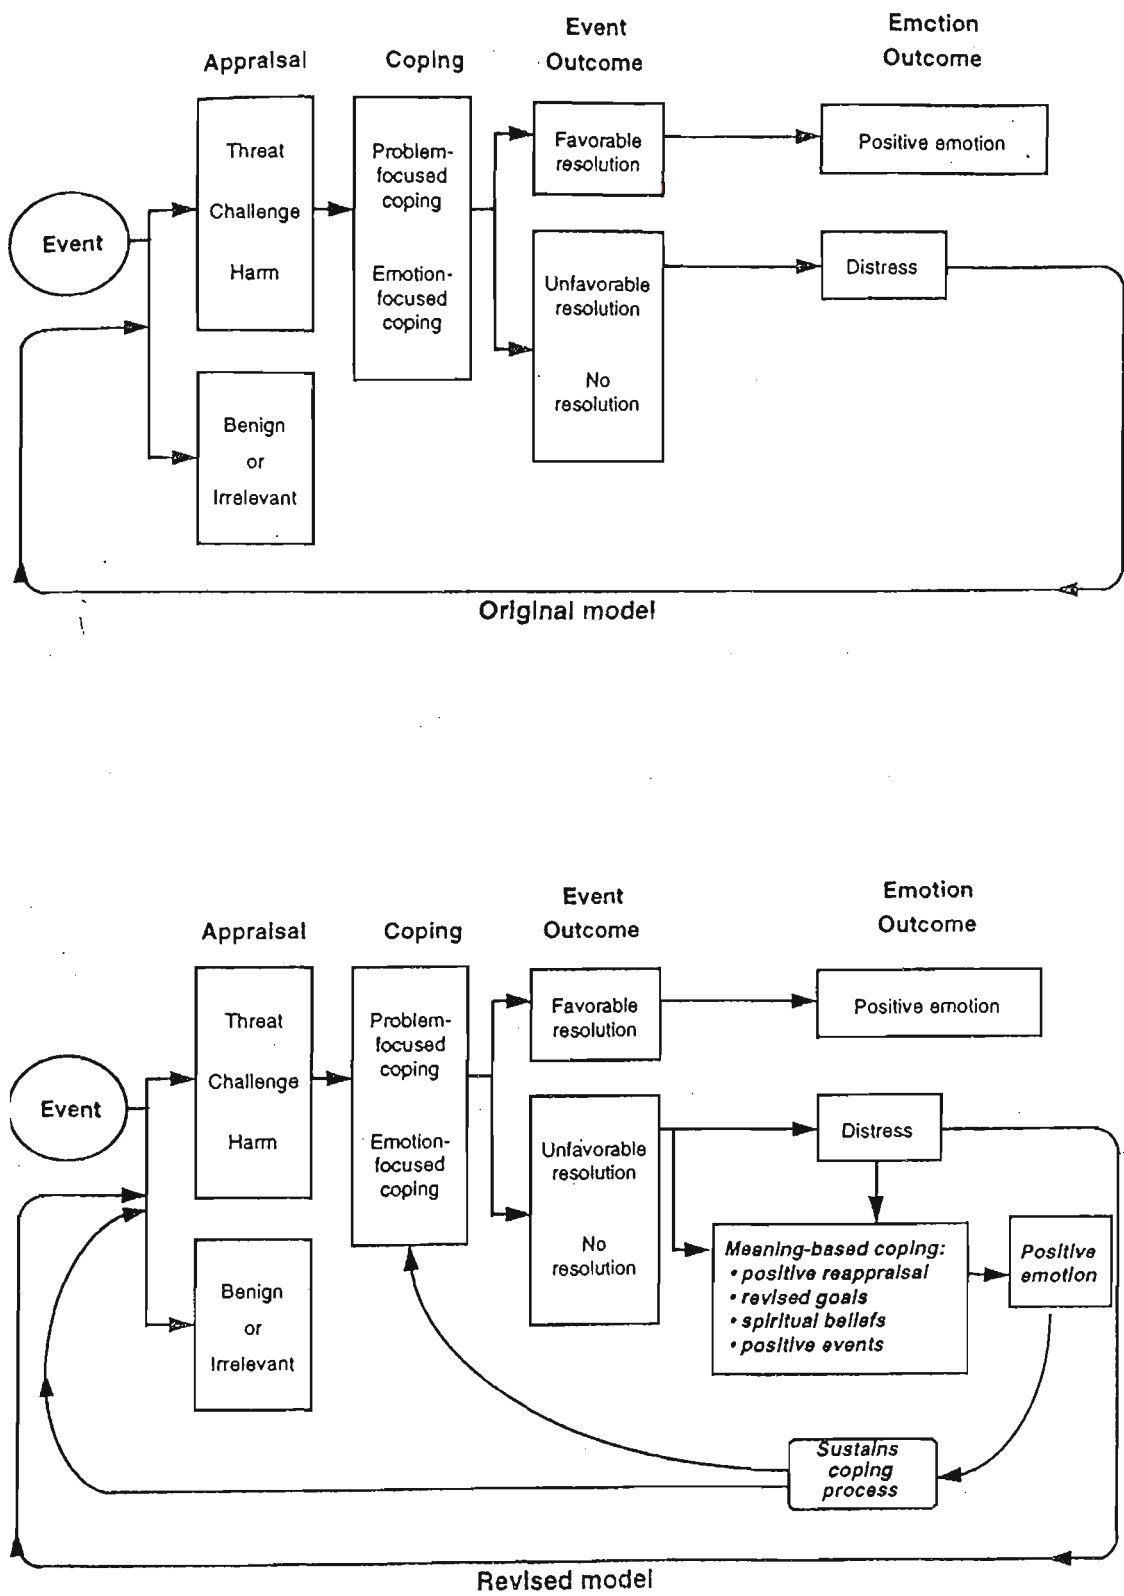 Event
Outcome
Emction
Outcome
Appraisal
Coping
Event
Threat
Challenge
Harm
Benign
or
Irrelevant
Problem-
focused
coping
Emotion-
focused
coping
Favorable
resolution
Unfavorable
resolution
No
resolution
Positive emotion
Distress
Original model
Event
Outcome
Emotion
Outcome
Appraisal
Coping
Event
Threat
Challenge
Harm
Benign
or
Irrelevant
Problem-
focused
coping
Emotion-
focused
coping
Favorable
resolution
Unfavorable
resolution
No
resolution
Positive emotion
Distress
Meaning-based coping:
• positive reappraisal
• revised goals
• spiritual beliefs
• positive events
Positive
emotion
Sustains
coping
process
Revised model